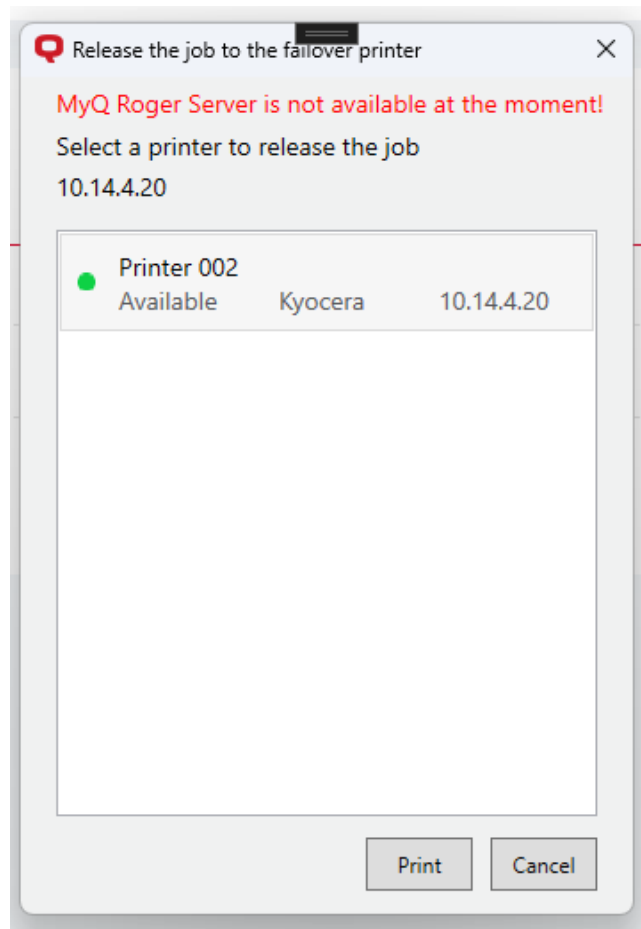 Release the job to the failover printer
MyQ Roger Server is not available at the moment!
Select a printer to release the job
10.14.4.20
Printer 002
Available Kyocera 10.14.4.20
Print Cancel